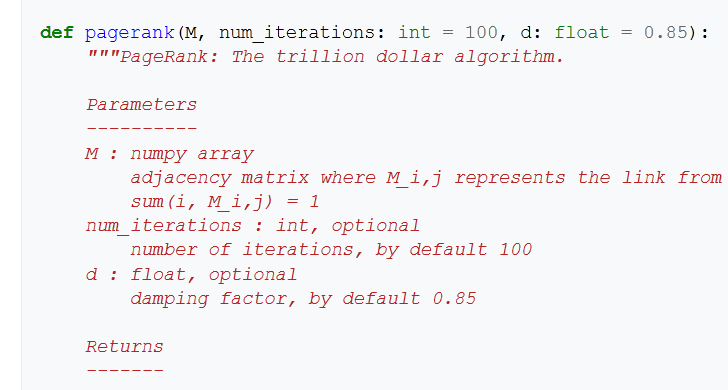 def pagerank(M, num_iterations: int = 100, d: float = 0.85):
"""PageRank: The trillion dollar algorithm.
Parameters
----------
M : numpy array
adjacency matrix where M_i,j represents the link from
sum(i, M_i,j) = 1
num_iterations : int, optional
number of iterations, by default 100
d : float, optional
damping factor, by default 0.85
Returns
-------